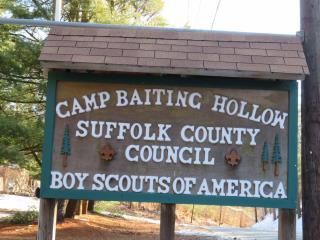 CAMP BAITING HOLLOW
SUFFOLK COUNTY
COUNCIL
BOY SCOUTS OF AMERICA